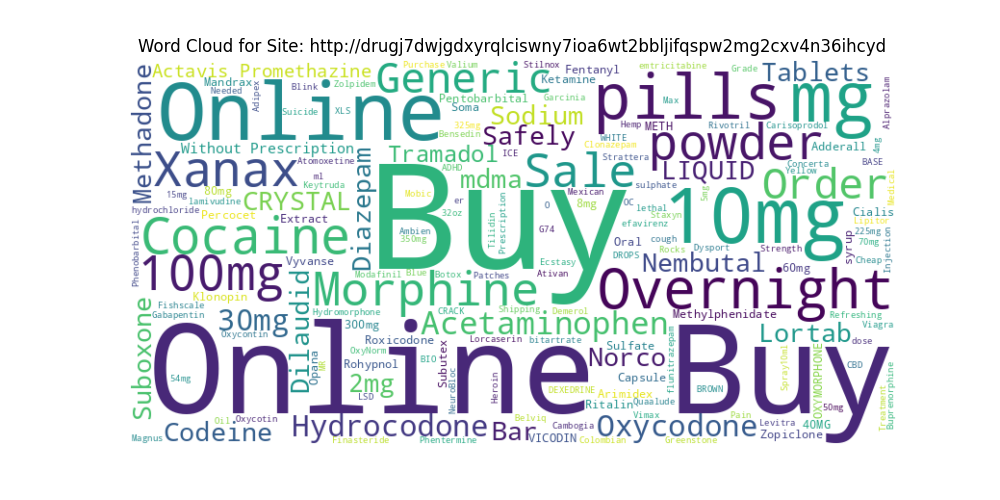 Word Cloud for Site: http://drugj7dwjgdxyrqlciswny7ioa6wt2bbljifqspw2mg2cxv4n36ihcyd
Actavis Promethazine
Generic
Purchase
Valium
Stilnox
Fentanyl
emtricitabine
Grade
Tablets
Methadone
Mandrax
Needed
Blink
Adipex
Zolpidem
Online
Pentobarbital
Garcinia
Ketamine
pills
Max
mg
Alprazolam
Suicide
XLS
325mg
Soma
Sodium
Hemp
METH
Rivotril
Carisoprodol
Bensedin
Safely
WHITE
Clonazepam
powder
Adderall
4mg
Without Prescription
Tramadol
ICE
Strattera
Concerta
BASE
Xanax
Atomoxetine
ADHD
Sale
LIQUID
Yellow
Diazepam
mdma
ml
Keytruda
Mexican
sulphate
5mg
Order
Medical
15mg
80mg
lamivudine
CRYSTAL
Mobic
er
Buy
O
8mg
OC
lethal
Staxyn
10mg
Cialis
hydrochloride
Percocet
Extract
32oz
Tilidin
Prescription
G74
efavirenz
Lipitor
Cocaine
Ambien
350mg
Ecstasy
Oral
cough
Rocks
Dysport
Strength
syrup
225mg
70mg
Injection
Phenobarbital
100mg
Vyvanse
Modafinil
Blue
Botox
Patches
Ativan
DROPS
Nembutal
60mg
Cheap
Klonopin
Dilaudid
Morphine
Overnight
Suboxone
Fishscale
Gabapentin
30mg
Hydromorphone
CRACK
Shipping
Demerol
Methylphenidate
Refreshing
Viagra
Oxycontin
300mg
Acetaminophen
Lortab
Online
Roxicodone
Lorcaserin
bitartrate
Sulfate
flunitrazepam
Buy
dose
Opana
NR
OxyNorm
Rohypnol
BIO
Subutex
Norco
CBD
54mg
2mg
NeuroBloc
Heroin
Capsule
BROWN
OXYMORPHONE
Spray10ml
LSD
DEXEDRINE
Arimidex
Ritalin
Quaalude
50mg
Treatment
Buprenorphine
Oil
Oxycotin
Belviq
Vimax
Pain
Levitra
40MG
Magnus
Codeine
Hydrocodone
Bar
Cambogia
Oxycodone
Zopiclone
Finasteride
Phentermine
VICODIN
Colombian
Greenstone